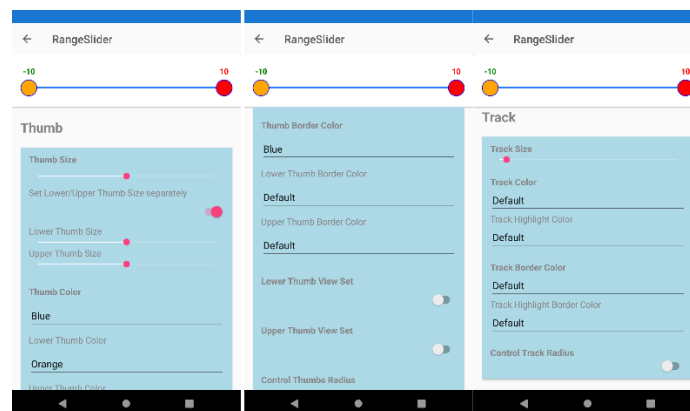 RangeSlider
-10 10
Thumb
Thumb Size
Set Lower/Upper Thumb Size separately
Lower Thumb Size
Upper Thumb Size
Thumb Color
Blue
Lower Thumb Color
Orange
Upper Thumb Color
RangeSlider
-10 10
Thumb Border Color
Blue
Lower Thumb Border Color
Default
Upper Thumb Border Color
Default
Lower Thumb View Set
Upper Thumb View Set
Control Thumbs Radius
RangeSlider
-10 10
Track
Track Size
Track Color
Default
Track Highlight Color
Default
Track Border Color
Default
Track Highlight Border Color
Default
Control Track Radius